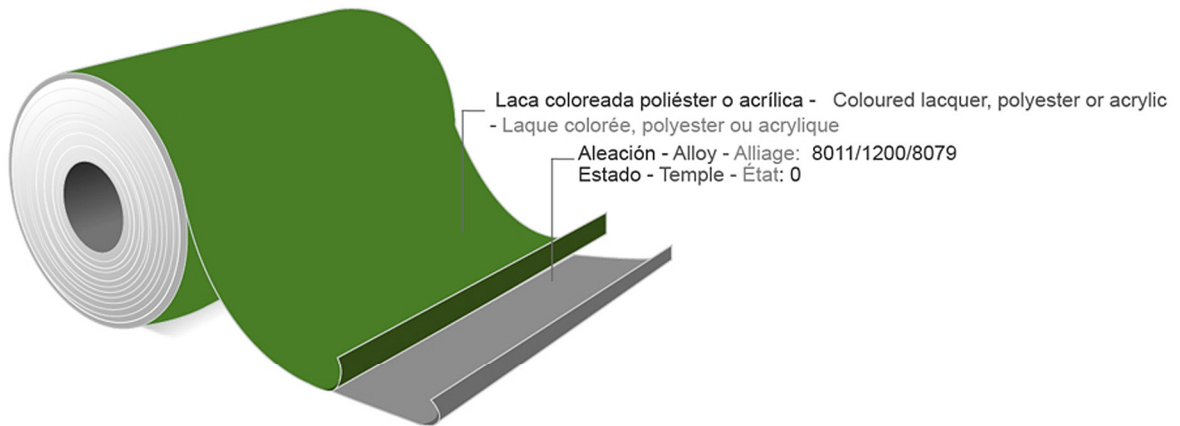 Laca coloreada poliéster o acrílica - Coloured lacquer, polyester or acrylic
- Laque colorée, polyester ou acrylique
Aleación - Alloy - Alliage: 8011/1200/8079
Estado - Temple - État: 0